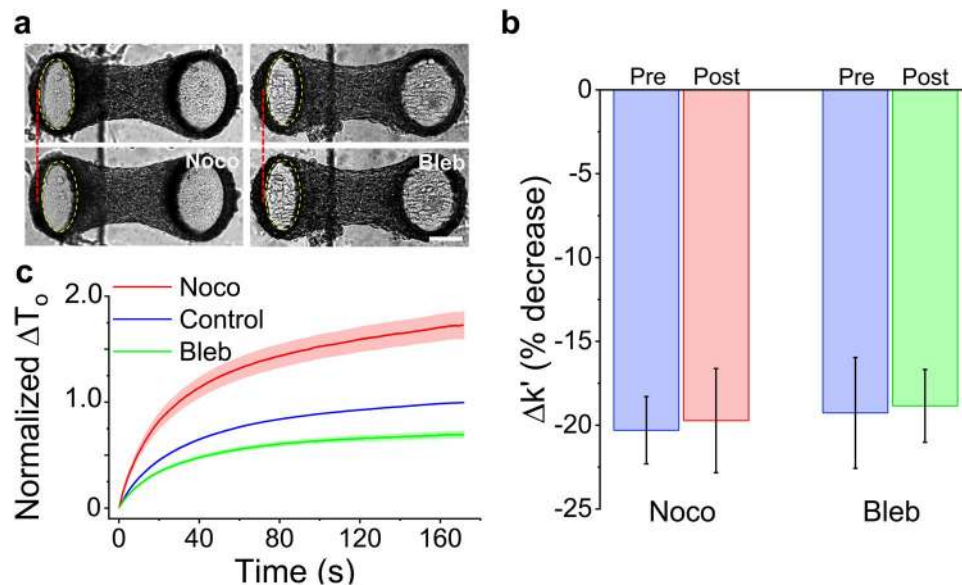 a
Noco
Bleb
b
Pre Post Pre Post
0
-5
-10
-15
-20
-25
Δk' (% decrease)
Noco Bleb
c
Noco
Control
Bleb
2.0
1.0
0
Normalized ΔT₀
0 40 80 120 160
Time (s)